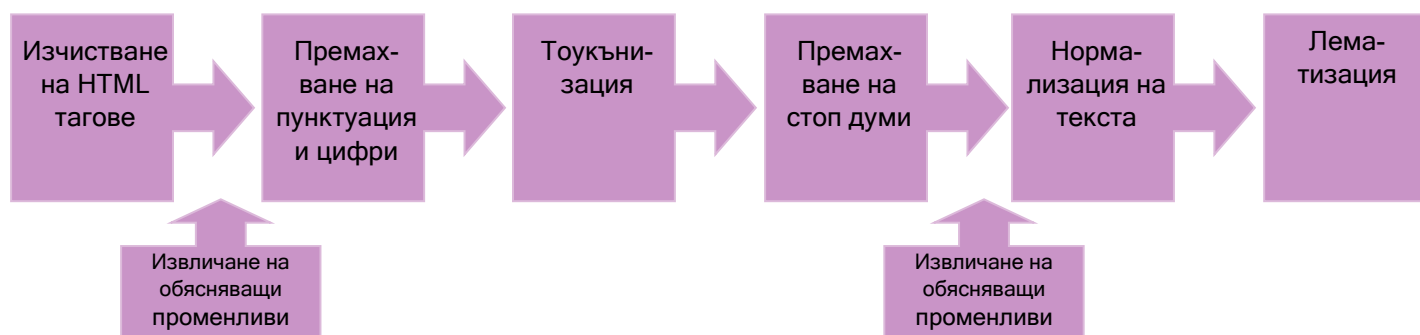 Изчистване
на HTML
тагове
Премах-
ване на
пунктуация
и цифри
Тоукъни-
зация
Премах-
ване на
стоп думи
Норма-
лизация на
текста
Лема-
тизация
Извличане на
обясняващи
променливи
Извличане на
обясняващи
променливи